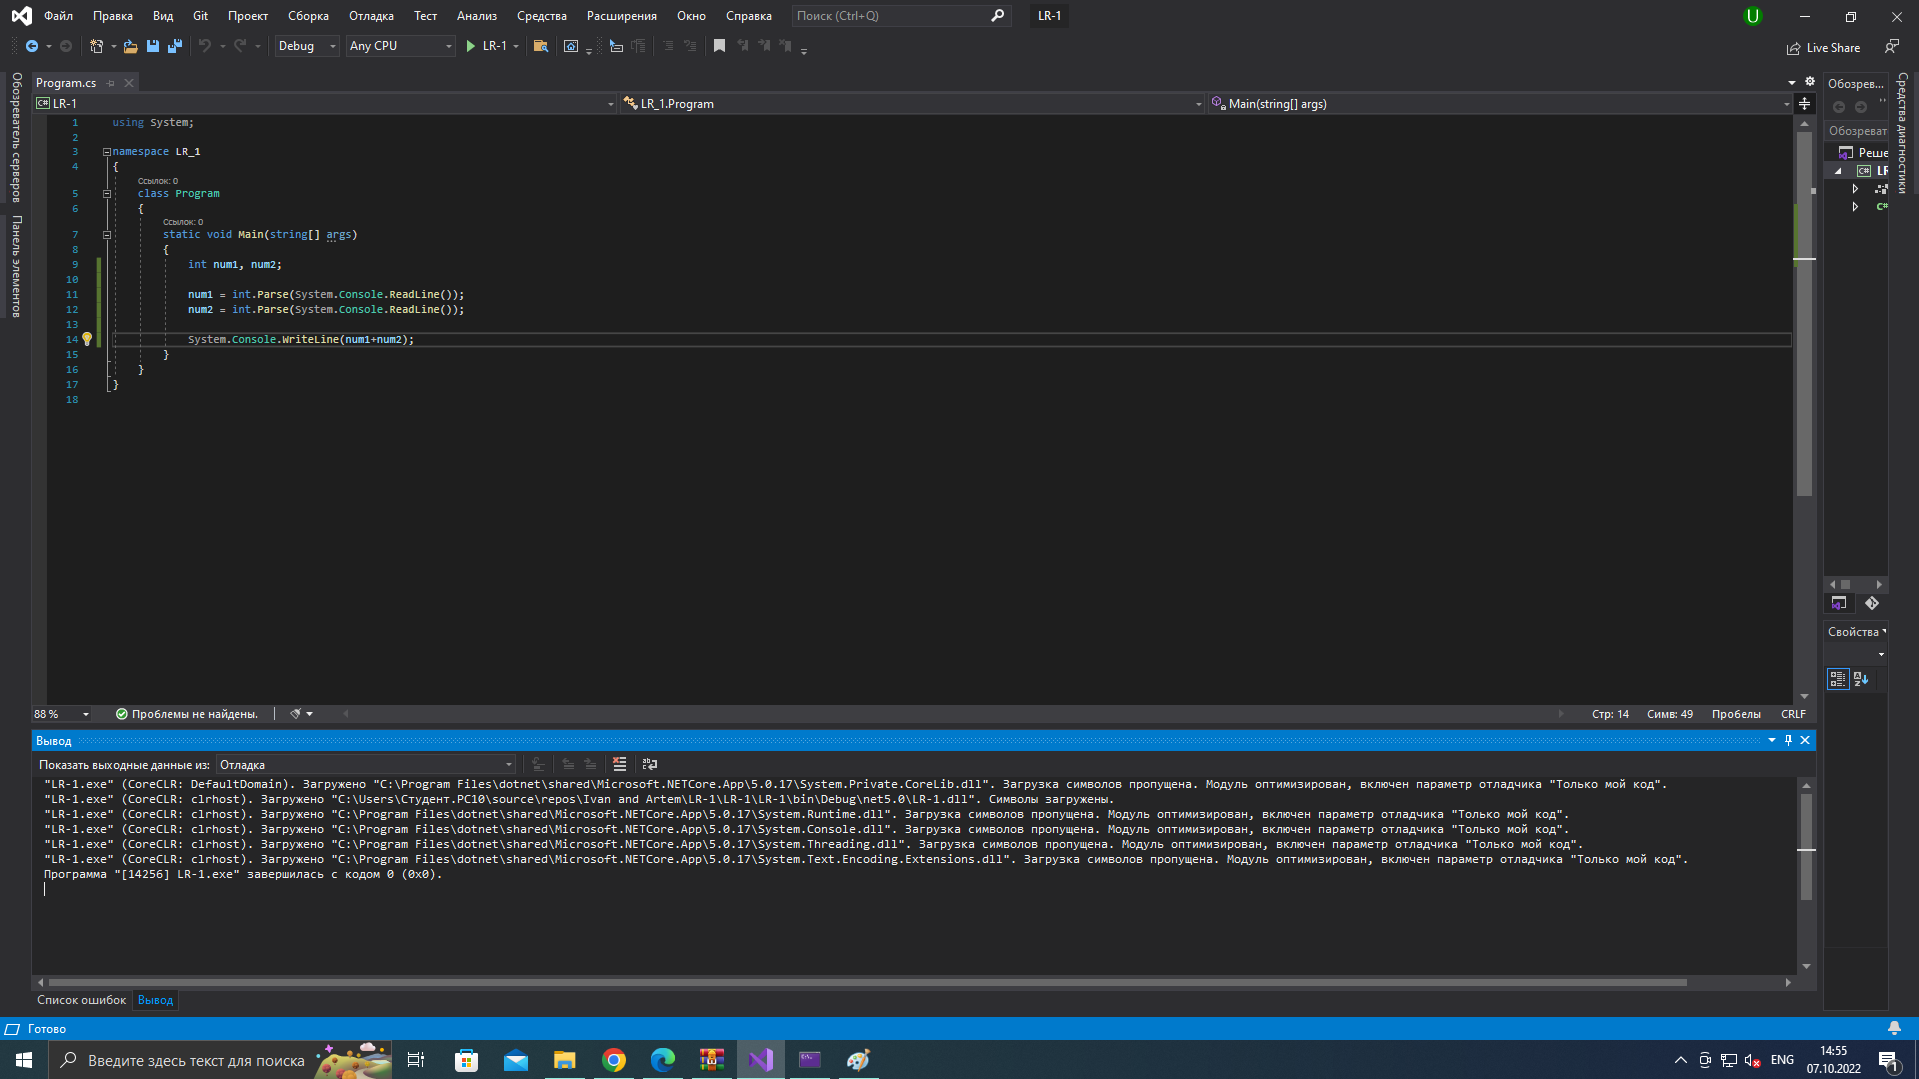 Файл Правка Вид Git Проект Сборка Отладка Тест Анализ Средства Расширения Окно Справка Поиск (Ctrl+Q) LR-1 U
Debug Any CPU LR-1 Live Share
Обозреватель серверов
Панель элементов
Program.cs
LR-1 LR_1.Program Main(string[] args)
1 using System;
2
3 namespace LR_1
4 {
Ссылок: 0
5 class Program
6 {
Ссылок: 0
7 static void Main(string[] args)
8 {
9 int num1, num2;
10
11 num1 = int.Parse(System.Console.ReadLine());
12 num2 = int.Parse(System.Console.ReadLine());
13
14 System.Console.WriteLine(num1+num2);
15 }
16 }
17 }
18
88 % Проблемы не найдены. Стр: 14 Симв: 49 Пробелы CRLF
Обозрев...
Обозреват
Реше
C# LR
C#
Свойства
Средства диагностики
Вывод
Показать выходные данные из: Отладка
"LR-1.exe" (CoreCLR: DefaultDomain). Загружено "C:\Program Files\dotnet\shared\Microsoft.NETCore.App\5.0.17\System.Private.CoreLib.dll". Загрузка символов пропущена. Модуль оптимизирован, включен параметр отладчика "Только мой код".
"LR-1.exe" (CoreCLR: clrhost). Загружено "C:\Users\Студент.PC10\source\repos\Ivan and Artem\LR-1\LR-1\LR-1\bin\Debug\net5.0\LR-1.dll". Символы загружены.
"LR-1.exe" (CoreCLR: clrhost). Загружено "C:\Program Files\dotnet\shared\Microsoft.NETCore.App\5.0.17\System.Runtime.dll". Загрузка символов пропущена. Модуль оптимизирован, включен параметр отладчика "Только мой код".
"LR-1.exe" (CoreCLR: clrhost). Загружено "C:\Program Files\dotnet\shared\Microsoft.NETCore.App\5.0.17\System.Console.dll". Загрузка символов пропущена. Модуль оптимизирован, включен параметр отладчика "Только мой код".
"LR-1.exe" (CoreCLR: clrhost). Загружено "C:\Program Files\dotnet\shared\Microsoft.NETCore.App\5.0.17\System.Threading.dll". Загрузка символов пропущена. Модуль оптимизирован, включен параметр отладчика "Только мой код".
"LR-1.exe" (CoreCLR: clrhost). Загружено "C:\Program Files\dotnet\shared\Microsoft.NETCore.App\5.0.17\System.Text.Encoding.Extensions.dll". Загрузка символов пропущена. Модуль оптимизирован, включен параметр отладчика "Только мой код".
Программа "[14256] LR-1.exe" завершилась с кодом 0 (0x0).
Список ошибок Вывод
Готово
Введите здесь текст для поиска ENG 14:55
07.10.2022 1